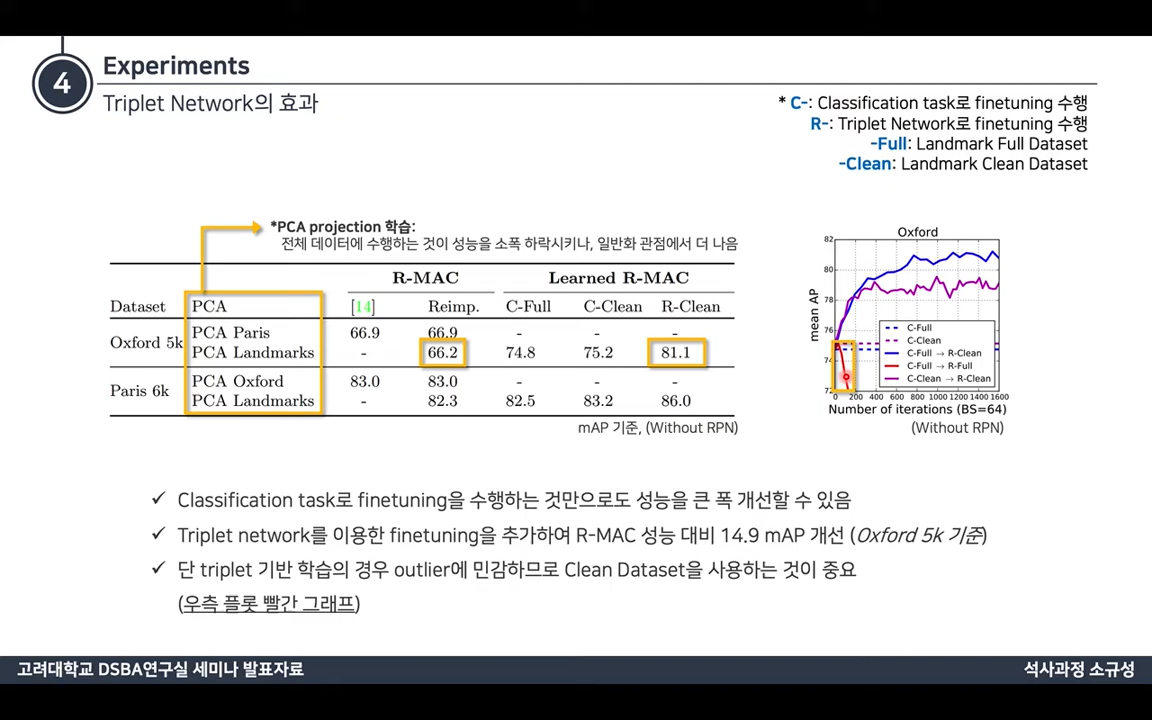 4
Experiments
Triplet Network의 효과
* C-: Classification task로 finetuning 수행
R-: Triplet Network로 finetuning 수행
-Full: Landmark Full Dataset
-Clean: Landmark Clean Dataset
*PCA projection 학습:
전체 데이터에 수행하는 것이 성능을 소폭 하락시키나, 일반화 관점에서 더 나음
R-MAC Learned R-MAC
Dataset PCA [14] Reimp. C-Full C-Clean R-Clean
Oxford 5k
PCA Paris 66.9 66.9 - - -
PCA Landmarks - 66.2 74.8 75.2 81.1
Paris 6k
PCA Oxford 83.0 83.0 - - -
PCA Landmarks - 82.3 82.5 83.2 86.0
mAP 기준, (Without RPN)
Oxford
mean AP
82
80
78
76
74
72
C-Full
C-Clean
C-Full → R-Clean
C-Full → R-Full
C-Clean → R-Clean
0 200 400 600 800 1000 1200 1400 1600
Number of iterations (BS=64)
(Without RPN)
✓ Classification task로 finetuning을 수행하는 것만으로도 성능을 큰 폭 개선할 수 있음
✓ Triplet network를 이용한 finetuning을 추가하여 R-MAC 성능 대비 14.9 mAP 개선 (Oxford 5k 기준)
✓ 단 triplet 기반 학습의 경우 outlier에 민감하므로 Clean Dataset을 사용하는 것이 중요
(우측 플롯 빨간 그래프)
고려대학교 DSBA연구실 세미나 발표자료
석사과정 소규성